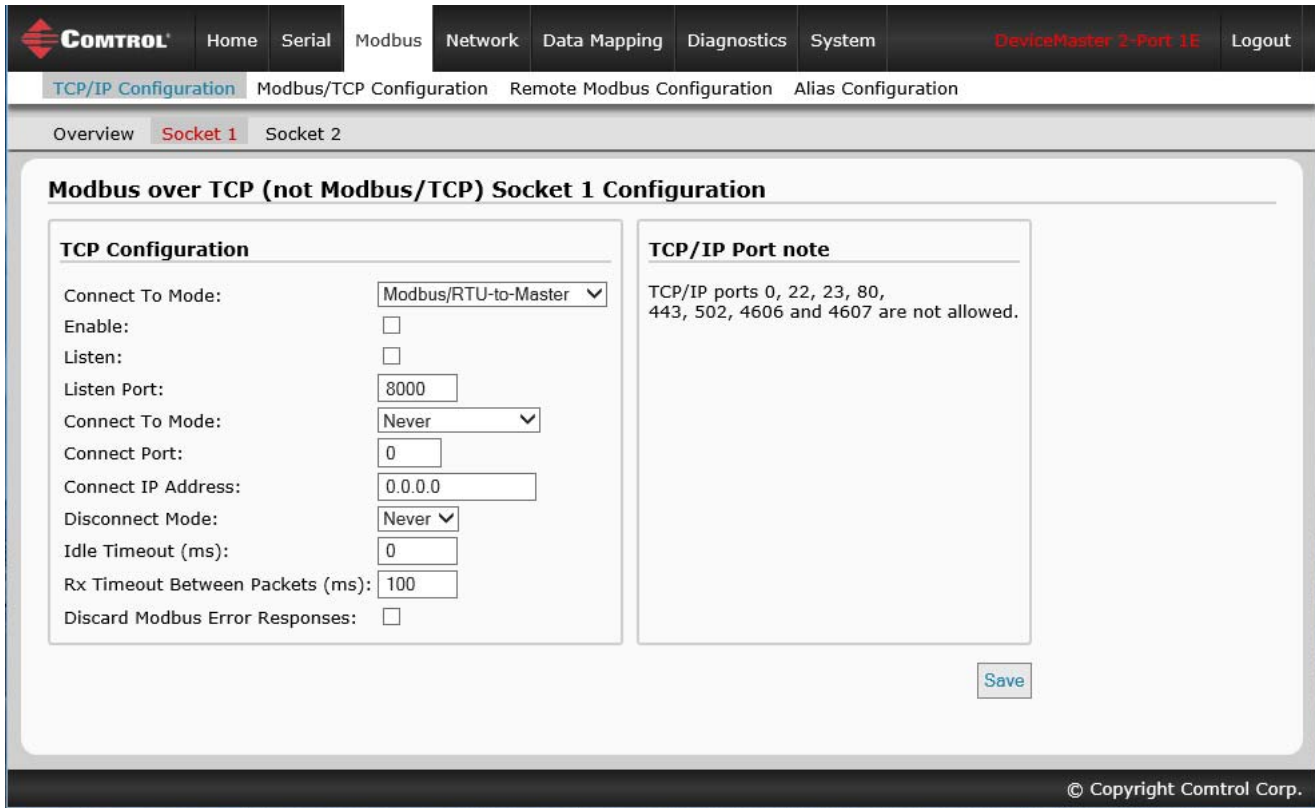 COMTROL Home Serial Modbus Network Data Mapping Diagnostics System DeviceMaster 2-Port 1E Logout
TCP/IP Configuration Modbus/TCP Configuration Remote Modbus Configuration Alias Configuration
Overview Socket 1 Socket 2
Modbus over TCP (not Modbus/TCP) Socket 1 Configuration
TCP Configuration
Connect To Mode: Modbus/RTU-to-Master
Enable:
Listen:
Listen Port: 8000
Connect To Mode: Never
Connect Port: 0
Connect IP Address: 0.0.0.0
Disconnect Mode: Never
Idle Timeout (ms): 0
Rx Timeout Between Packets (ms): 100
Discard Modbus Error Responses:
TCP/IP Port note
TCP/IP ports 0, 22, 23, 80,
443, 502, 4606 and 4607 are not allowed.
Save
© Copyright Comtrol Corp.